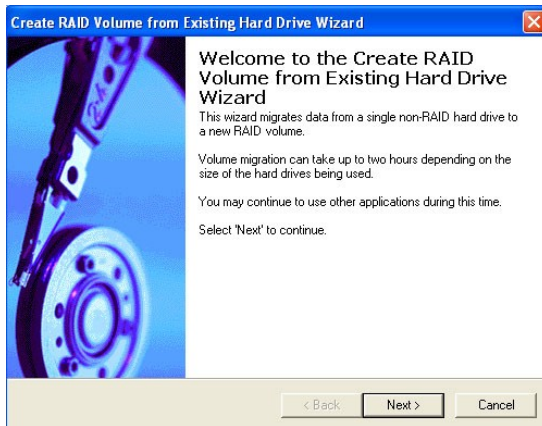 Create RAID Volume from Existing Hard Drive Wizard
Welcome to the Create RAID
Volume from Existing Hard Drive
Wizard
This wizard migrates data from a single non-RAID hard drive to
a new RAID volume.
Volume migration can take up to two hours depending on the
size of the hard drives being used.
You may continue to use other applications during this time.
Select 'Next' to continue.
< Back
Next >
Cancel